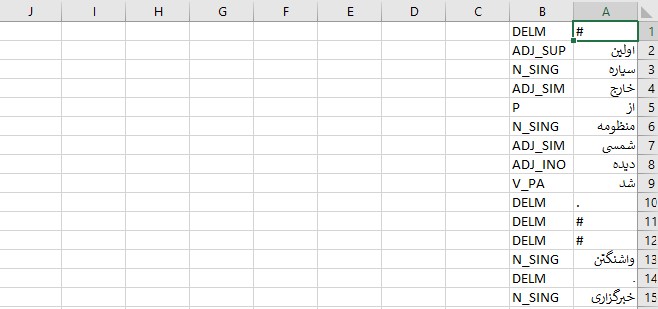 J I H G F E D C B A
DELM # 1
ADJ_SUP اولین 2
N_SING سیاره 3
ADJ_SIM خارج 4
P از 5
N_SING منظومه 6
ADJ_SIM شمسی 7
ADJ_INO دیده 8
V_PA شد 9
DELM . 10
DELM # 11
DELM # 12
N_SING واشنگتن 13
DELM . 14
N_SING خبرگزاری 15